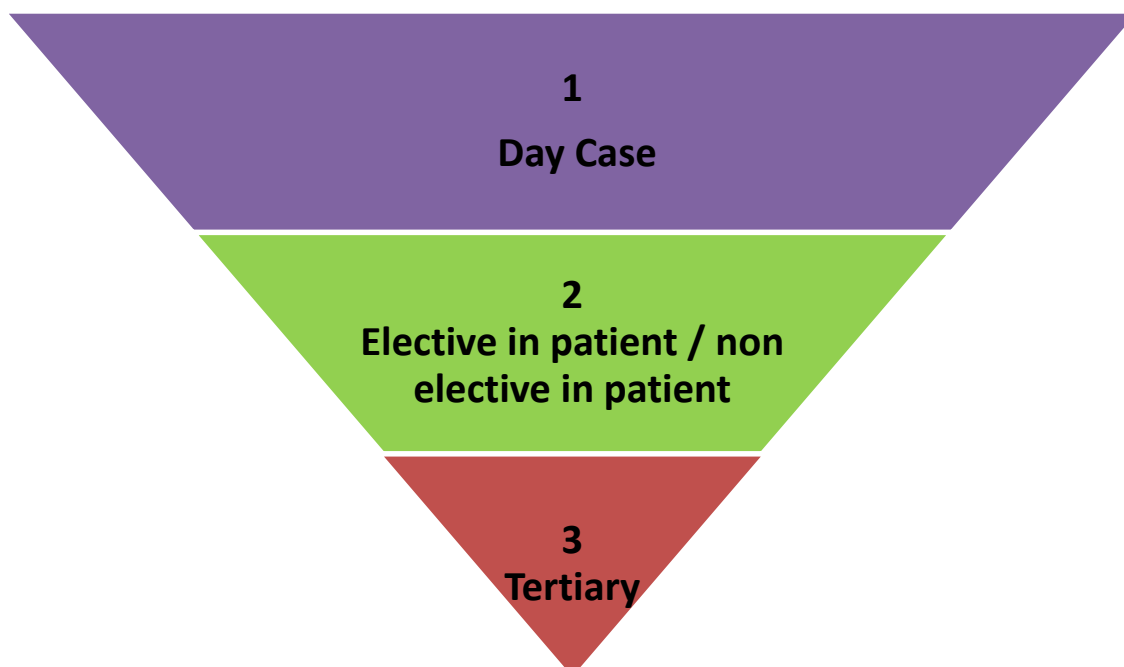 1
Day Case
2
Elective in patient / non
elective in patient
3
Tertiary